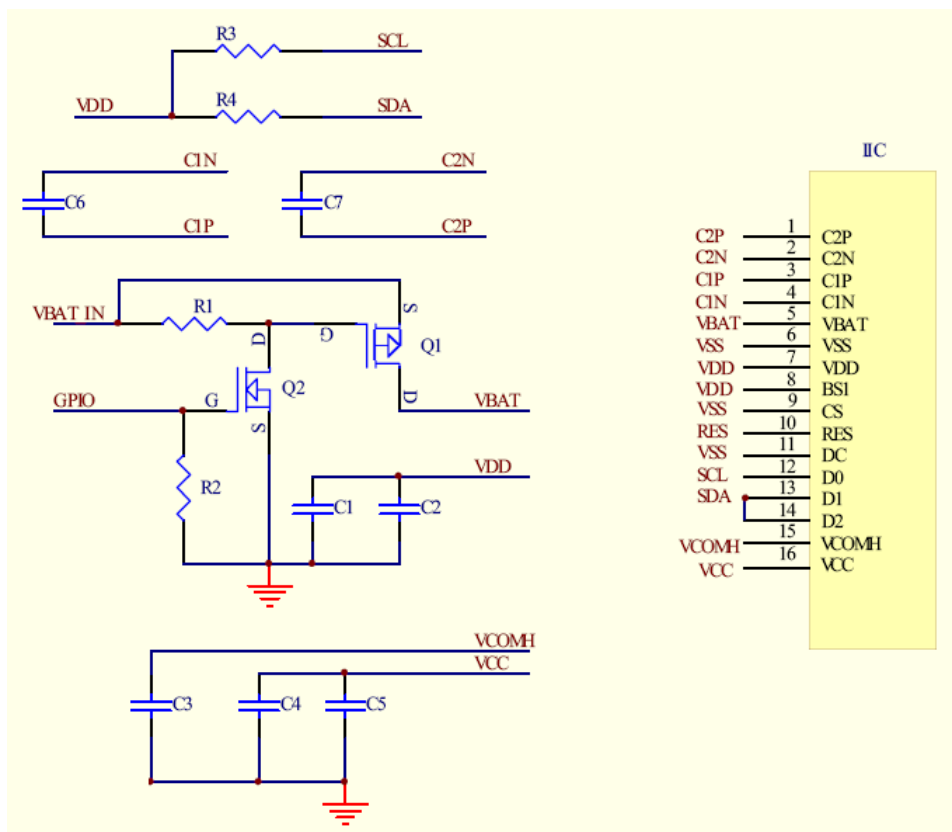 R3
SCL
R4
VDD
SDA
C1N
C2N
C6
C7
C1P
C2P
IIC
C2P 1 C2P
C2N 2 C2N
C1P 3 C1P
C1N 4 C1N
VBAT 5 VBAT
VSS 6 VSS
VDD 7 VDD
VDD 8 BS1
VSS 9 CS
RES 10 RES
VSS 11 DC
SCL 12 D0
SDA 13 D1
14 D2
VCOMH 15 VCOMH
VCC 16 VCC
S
VBAT IN
R1
D
G
Q1
Q2
GPIO
G
S
D
VBAT
VDD
R2
C1
C2
VCOMH
VCC
C3
C4
C5